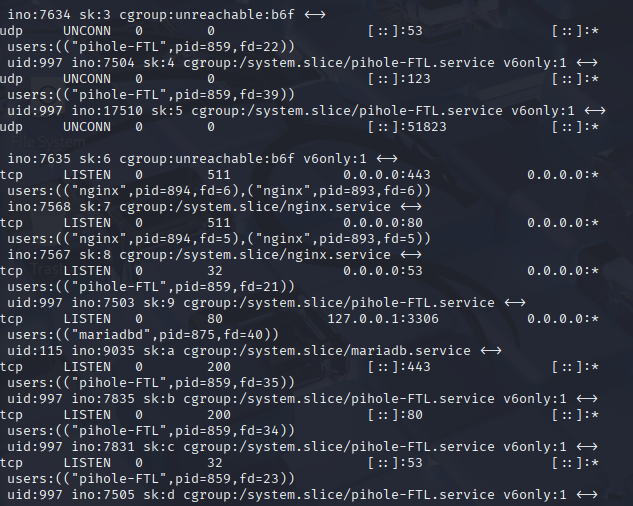 ino:7634 sk:3 cgroup:unreachable:b6f <->
udp UNCONN 0 0 [::]:53 [::]:*
users:(("pihole-FTL",pid=859,fd=22))
uid:997 ino:7504 sk:4 cgroup:/system.slice/pihole-FTL.service v6only:1 <->
udp UNCONN 0 0 [::]:123 [::]:*
users:(("pihole-FTL",pid=859,fd=39))
uid:997 ino:17510 sk:5 cgroup:/system.slice/pihole-FTL.service v6only:1 <->
udp UNCONN 0 0 [::]:51823 [::]:*
ino:7635 sk:6 cgroup:unreachable:b6f v6only:1 <->
tcp LISTEN 0 511 0.0.0.0:443 0.0.0.0:*
users:(("nginx",pid=894,fd=6),("nginx",pid=893,fd=6))
ino:7568 sk:7 cgroup:/system.slice/nginx.service <->
tcp LISTEN 0 511 0.0.0.0:80 0.0.0.0:*
users:(("nginx",pid=894,fd=5),("nginx",pid=893,fd=5))
ino:7567 sk:8 cgroup:/system.slice/nginx.service <->
tcp LISTEN 0 32 0.0.0.0:53 0.0.0.0:*
users:(("pihole-FTL",pid=859,fd=21))
uid:997 ino:7503 sk:9 cgroup:/system.slice/pihole-FTL.service <->
tcp LISTEN 0 80 127.0.0.1:3306 0.0.0.0:*
users:(("mariadbd",pid=875,fd=40))
uid:115 ino:9035 sk:a cgroup:/system.slice/mariadb.service <->
tcp LISTEN 0 200 [::]:443 [::]:*
users:(("pihole-FTL",pid=859,fd=35))
uid:997 ino:7835 sk:b cgroup:/system.slice/pihole-FTL.service v6only:1 <->
tcp LISTEN 0 200 [::]:80 [::]:*
users:(("pihole-FTL",pid=859,fd=34))
uid:997 ino:7831 sk:c cgroup:/system.slice/pihole-FTL.service v6only:1 <->
tcp LISTEN 0 32 [::]:53 [::]:*
users:(("pihole-FTL",pid=859,fd=23))
uid:997 ino:7505 sk:d cgroup:/system.slice/pihole-FTL.service v6only:1 <->